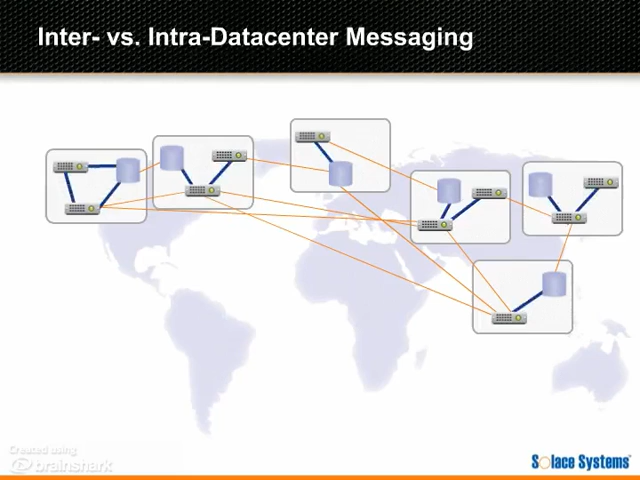 Inter- vs. Intra-Datacenter Messaging
Created using
brainshark
Solace Systems